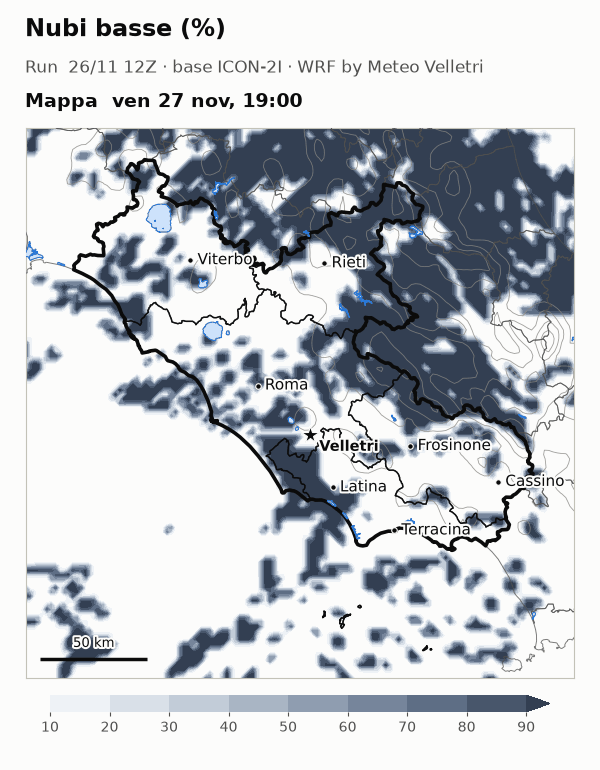 Nubi basse (%)
Run  26/11 12Z · base ICON-2I · WRF by Meteo Velletri
Mappa  ven 27 nov, 19:00
Viterbo
Rieti
Roma
Velletri
Frosinone
Latina
Cassino
Terracina
50 km
10 20 30 40 50 60 70 80 90